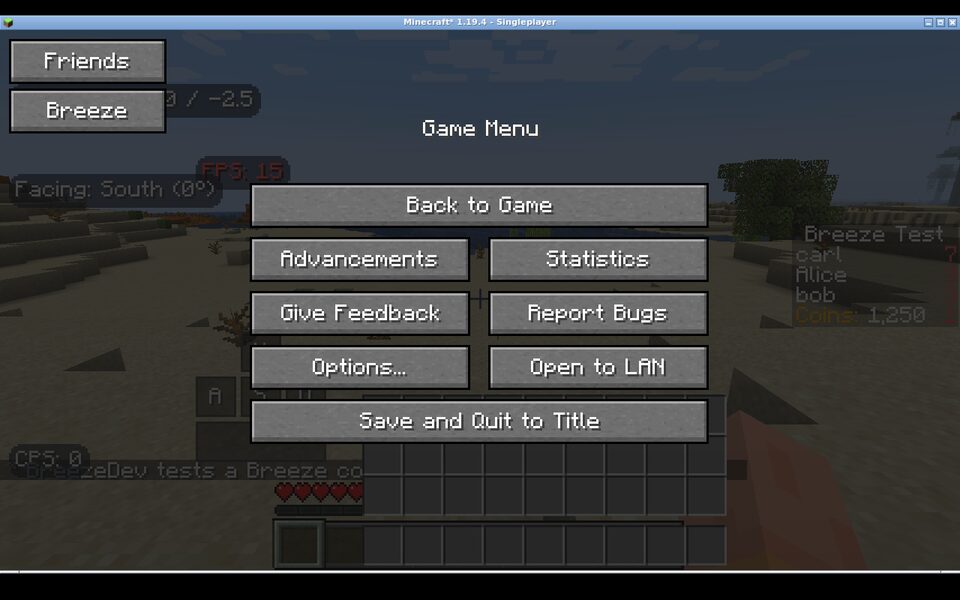 Minecraft* 1.19.4 - Singleplayer
Friends
Breeze
0 / -2.5
Game Menu
FPS: 15
Facing: South (0°)
Back to Game
Advancements
Statistics
Breeze Test
carl
Alice
bob
Coins: 1,250
Give Feedback
Report Bugs
Options...
Open to LAN
A
Save and Quit to Title
CPS: 0
BreezeDev tests a Breeze co